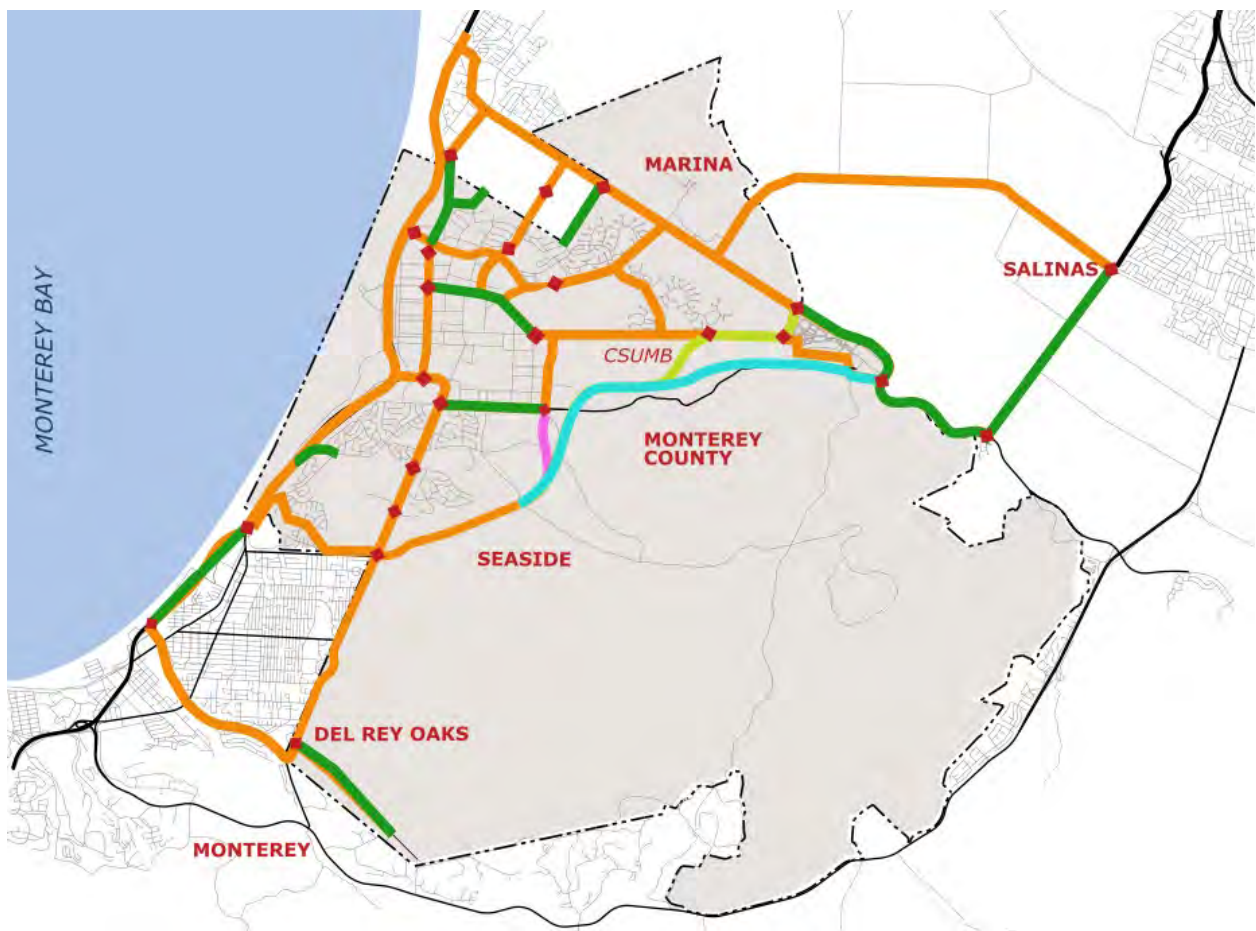 MARINA
SALINAS
MONTEREY BAY
CSUMB
MONTEREY
COUNTY
SEASIDE
DEL REY OAKS
MONTEREY